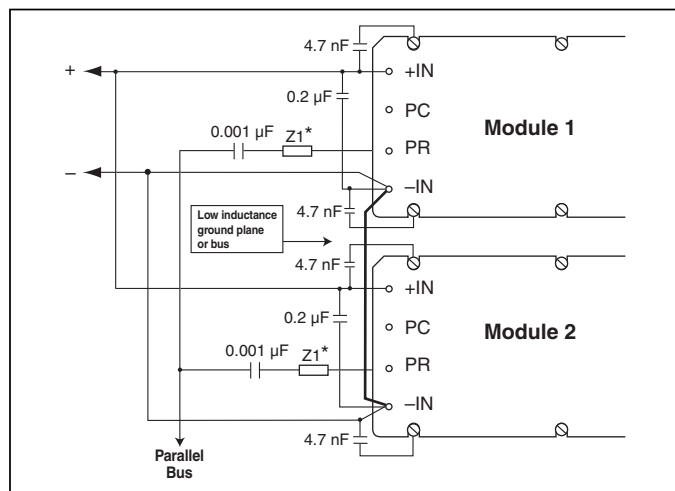 4.7 nF
+
+IN
0.2 µF
PC
Module 1
0.001 µF
Z1*
PR
–
–IN
4.7 nF
Low inductance
ground plane
or bus
4.7 nF
+IN
0.2 µF
PC
Module 2
0.001 µF
Z1*
PR
–IN
4.7 nF
Parallel
Bus